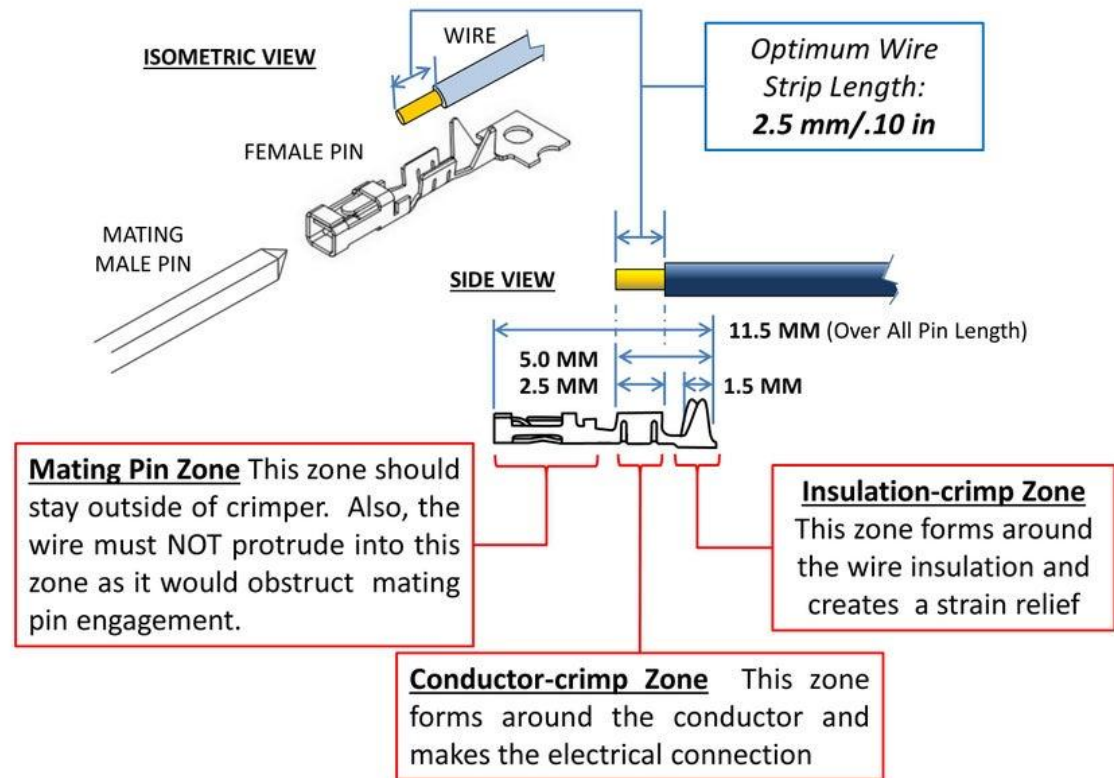 ISOMETRIC VIEW
WIRE
Optimum Wire
Strip Length:
2.5 mm/.10 in
FEMALE PIN
MATING
MALE PIN
SIDE VIEW
11.5 MM (Over All Pin Length)
5.0 MM
2.5 MM
1.5 MM
Mating Pin Zone This zone should
stay outside of crimper. Also, the
wire must NOT protrude into this
zone as it would obstruct mating
pin engagement.
Insulation-crimp Zone
This zone forms around
the wire insulation and
creates a strain relief
Conductor-crimp Zone This zone
forms around the conductor and
makes the electrical connection